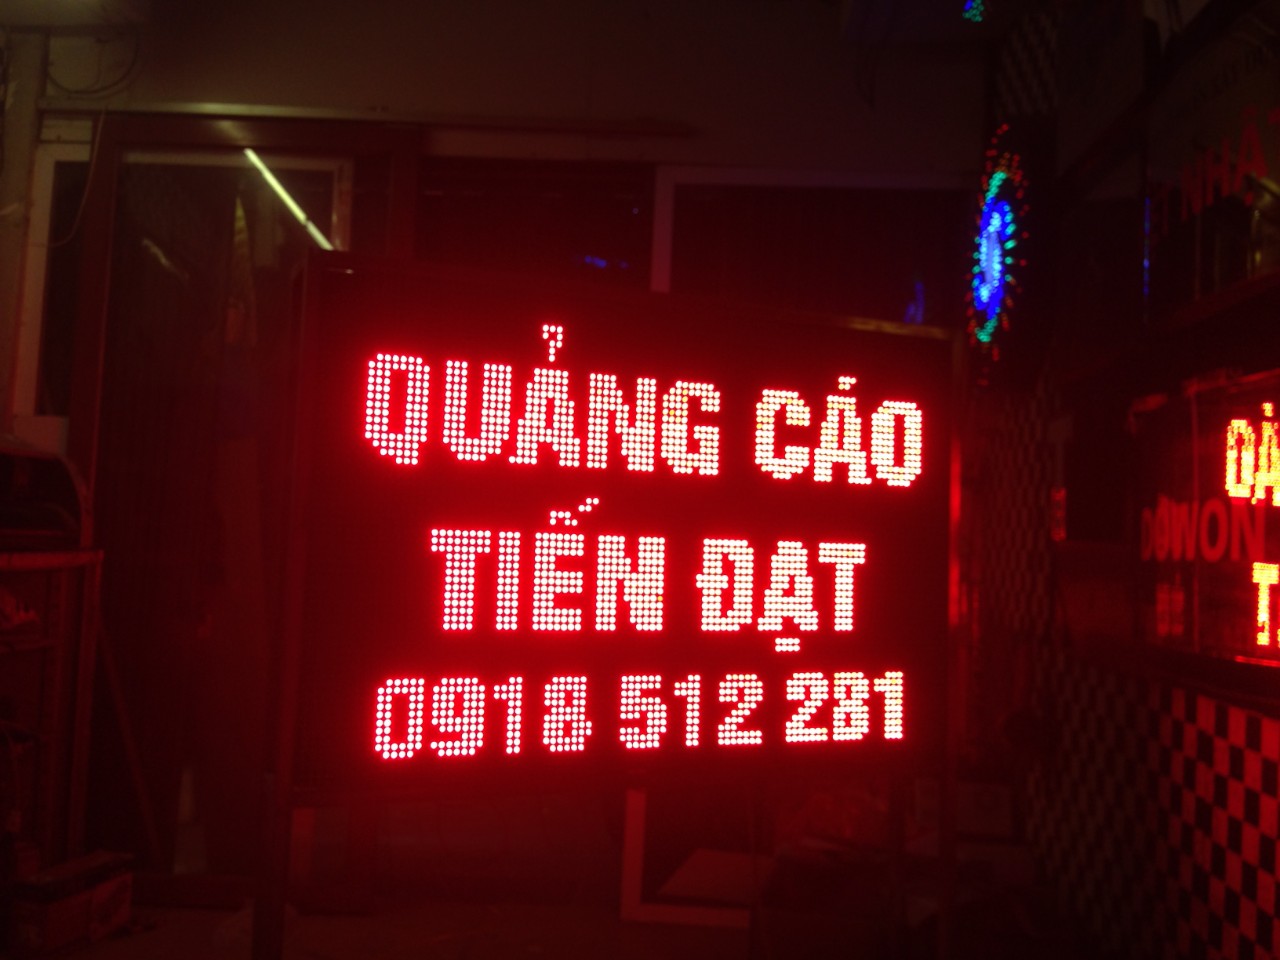 QUẢNG CÁO
TIẾN ĐẠT
0918 512 281